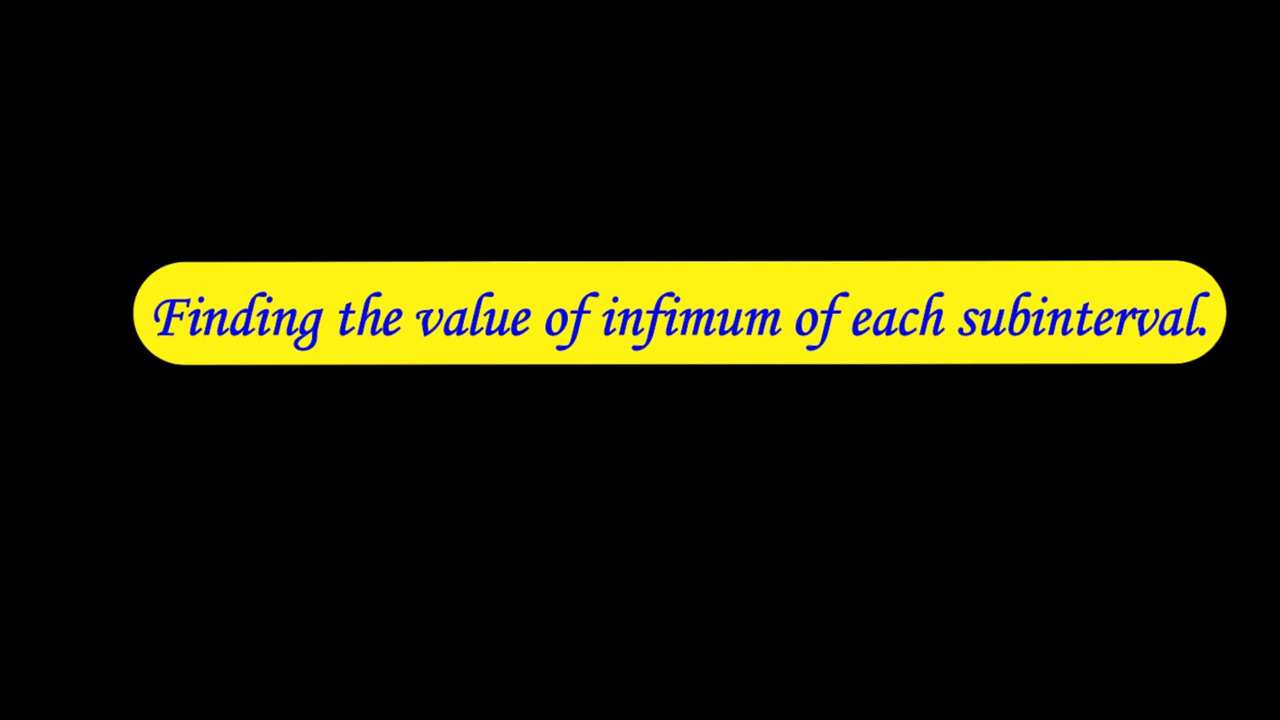 Finding the value of infimum of each subinterval.